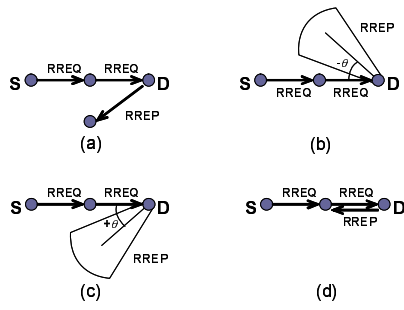 S RREQ RREQ D
RREP
(a)
RREP
-θ
S RREQ RREQ D
(b)
S RREQ RREQ D
+θ
RREP
(c)
S RREQ RREQ D
RREP
(d)